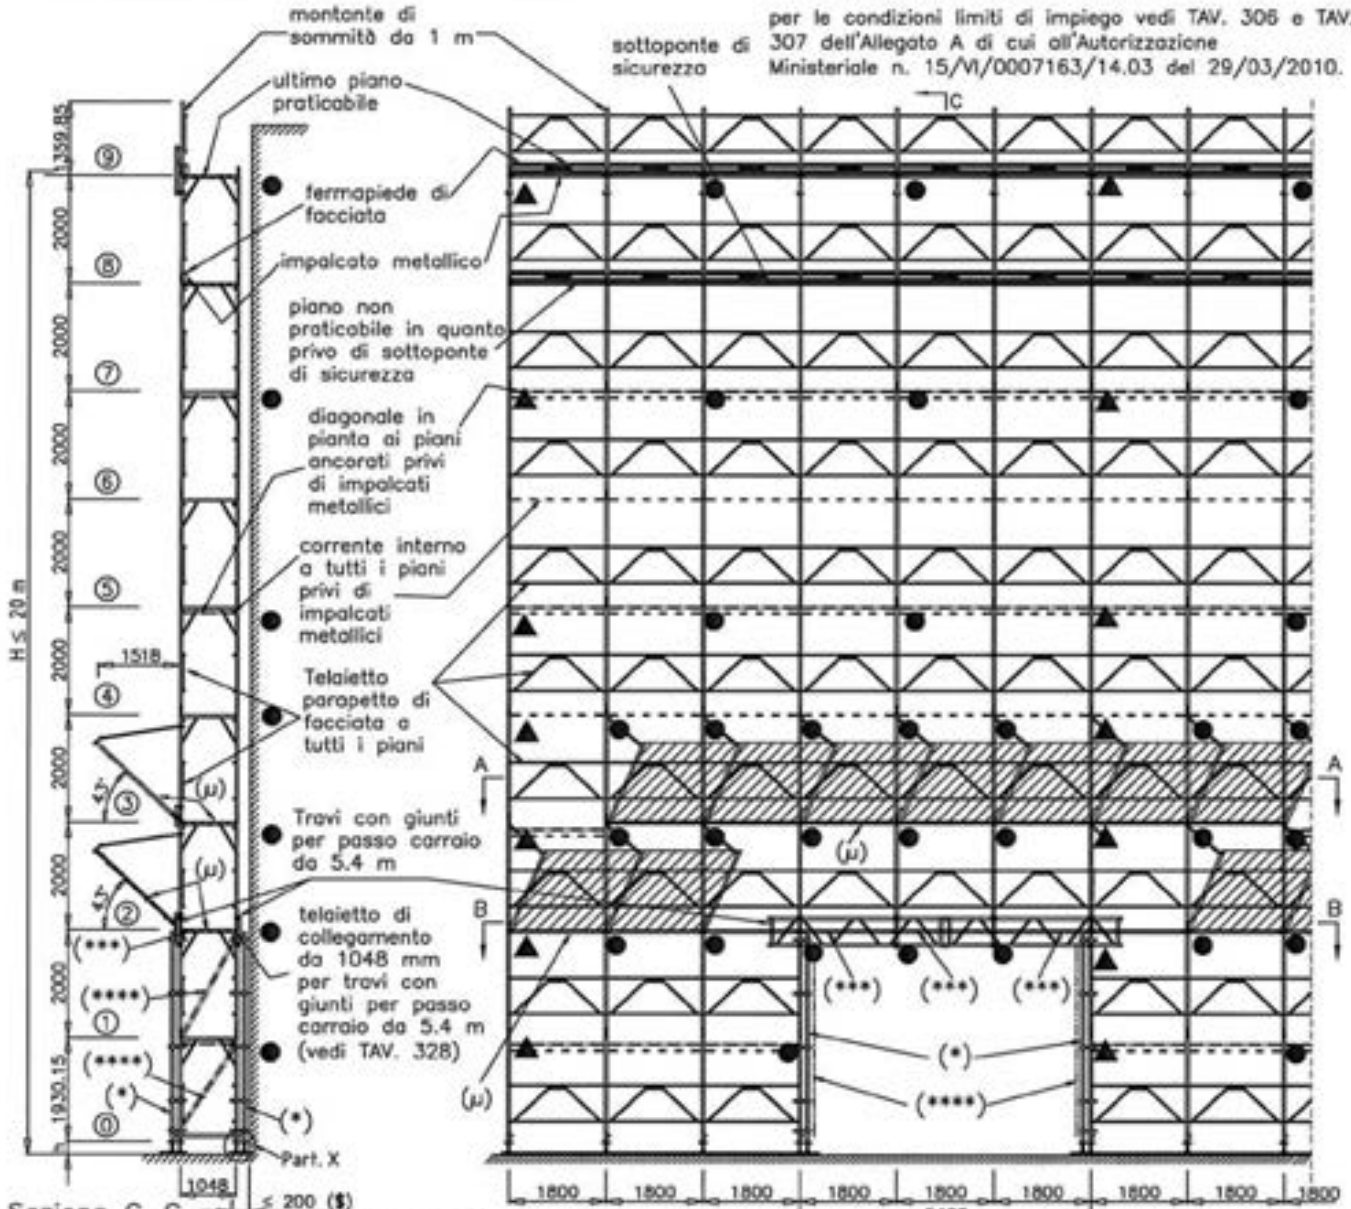 montante di
sommità da 1 m
ultimo piano
praticabile
sottoponte di
sicurezza
per le condizioni limiti di impiego vedi TAV. 306 e TAV.
307 dell'Allegato A di cui all'Autorizzazione
Ministeriale n. 15/VI/0007163/14.03 del 29/03/2010.
C
fermapiede di
facciata
impalcato metallico
piano non
praticabile in quanto
privo di sottoponte
di sicurezza
diagonale in
pianta ai piani
ancorati privi
di impalcati
metallici
corrente interno
a tutti i piani
privi di
impalcati
metallici
Telaietto
parapetto di
facciata a
tutti i piani
Travi con giunti
per passo carraio
da 5.4 m
telaietto di
collegamento
da 1048 mm
per travi con
giunti per passo
carraio da 5.4 m
(vedi TAV. 328)
H≤ 20 m
1359.85
2000
2000
2000
2000
2000
2000
2000
2000
1930.15
9
8
7
6
5
4
3
2
1
0
1518
45°
(μ)
45°
(μ)
(***)
(****)
(****)
(*)
(*)
Part. X
1048
≤ 200 ($)
A
A
B
B
(μ)
(μ)
(***)
(***)
(***)
(*)
(****)
1800
1800
1800
1800
1800
1800
1800
1800
1800